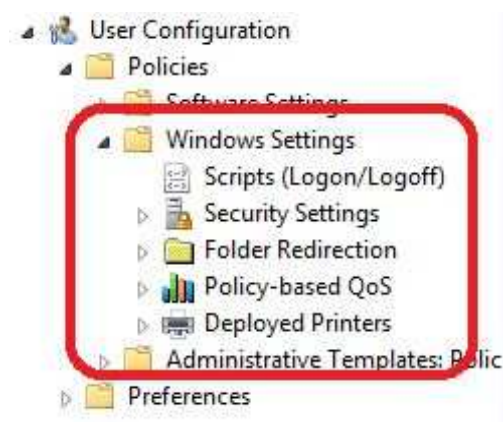 User Configuration
Policies
Software Settings
Windows Settings
Scripts (Logon/Logoff)
Security Settings
Folder Redirection
Policy-based QoS
Deployed Printers
Administrative Templates: Polic
Preferences